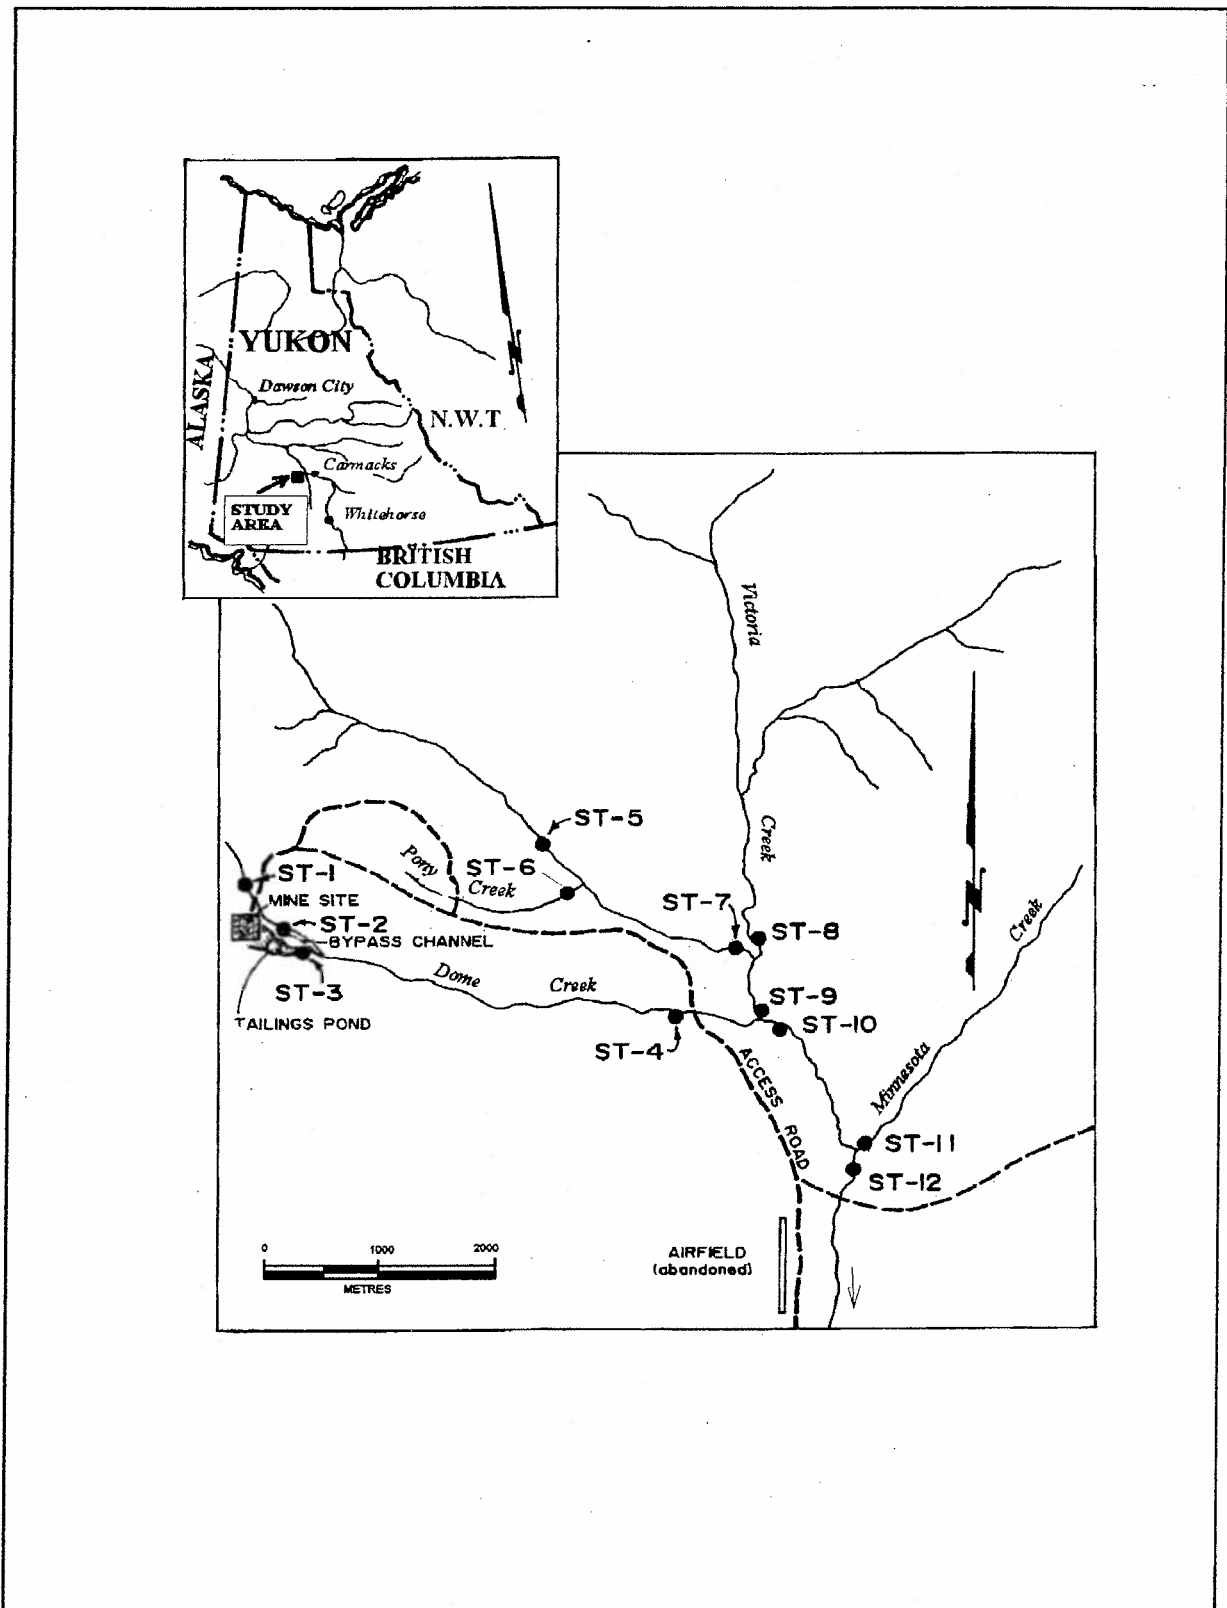 YUKON
ALASKA
Dawson City
N.W.T
Carmacks
STUDY
AREA
Whitehorse
BRITISH
COLUMBIA
Victoria
Creek
ST-5
Pony
Creek
ST-6
ST-1
MINE SITE
ST-2
BYPASS CHANNEL
ST-3
TAILINGS POND
Dome Creek
ST-7
ST-8
ST-9
ST-10
ST-4
ACCESS ROAD
Minnesota Creek
ST-11
ST-12
AIRFIELD
(abandoned)
0 1000 2000
METRES